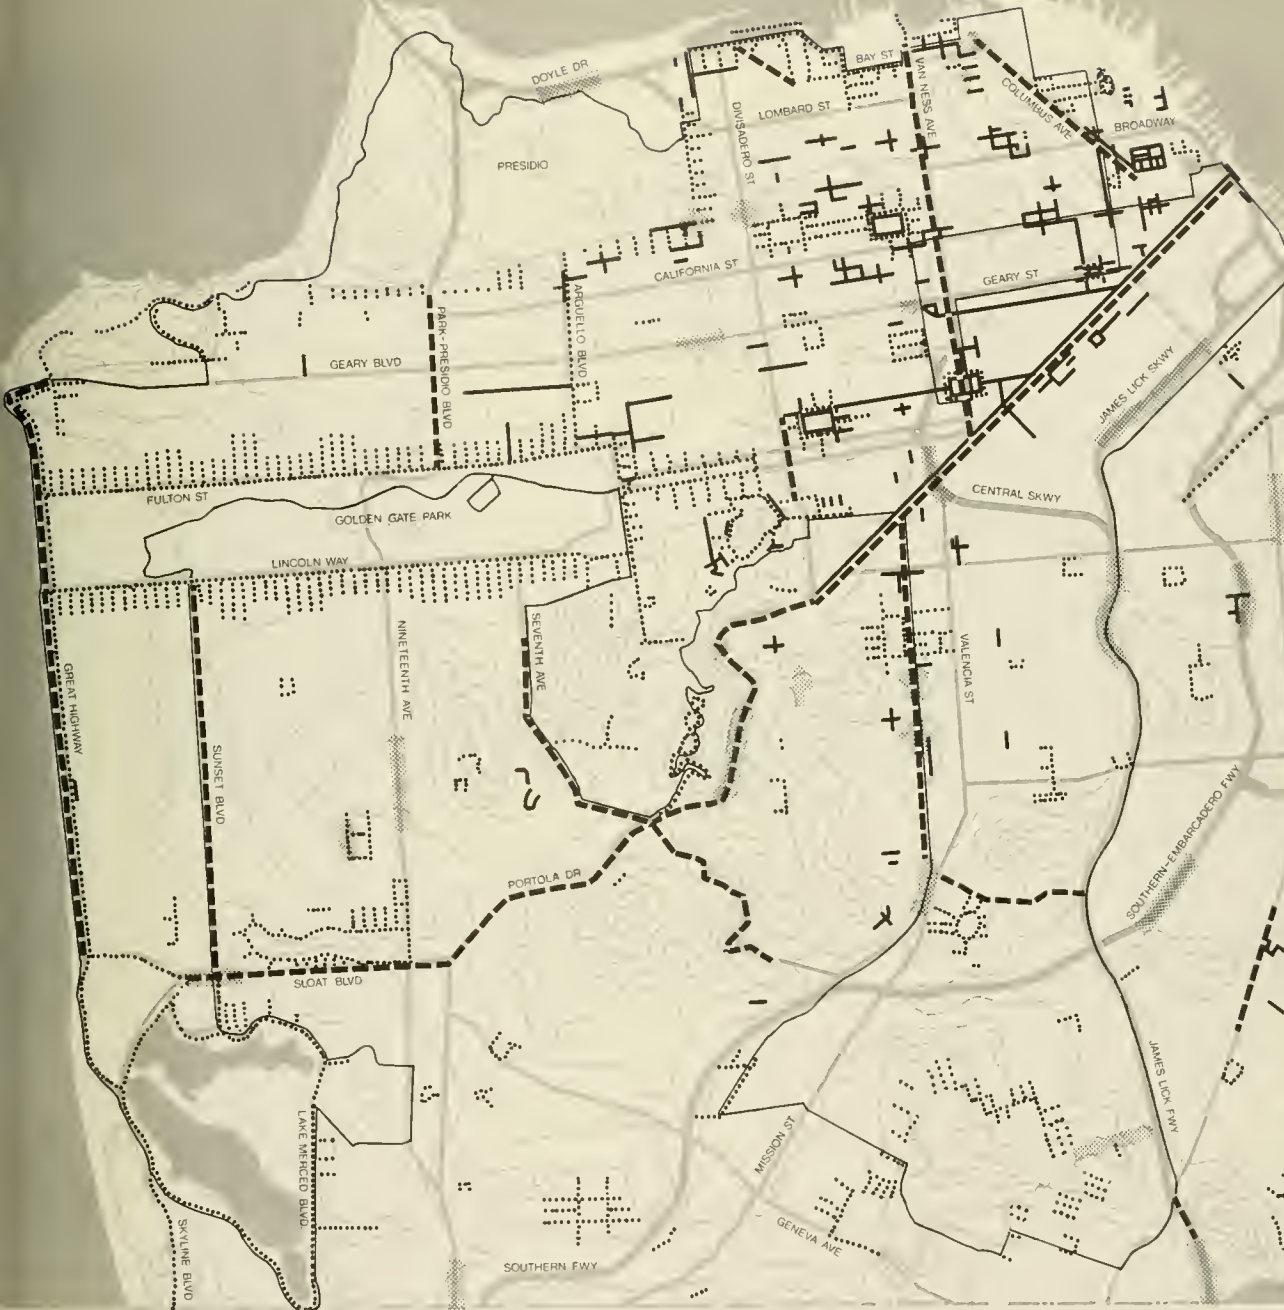 DOYLE DR
BAY ST
VAN NESS AVE
COLUMBUS AVE
LOMBARD ST
DIVISADERO ST
BROADWAY
PRESIDIO
CALIFORNIA ST
GEARY ST
ARGUELLO BLVD
PARK-PRESIDIO BLVD
GEARY BLVD
JAMES LICK SKWY
FULTON ST
GOLDEN GATE PARK
CENTRAL SKWY
LINCOLN WAY
SEVENTH AVE
NINETEENTH AVE
VALENCIA ST
GREAT HIGHWAY
SUNSET BLVD
SOUTHERN-EMBARCADERO FWY
PORTOLA DR
SLOAT BLVD
JAMES LICK FWY
LAKE MERCED BLVD.
MISSION ST
SKYLINE BLVD
GENEVA AVE
SOUTHERN FWY